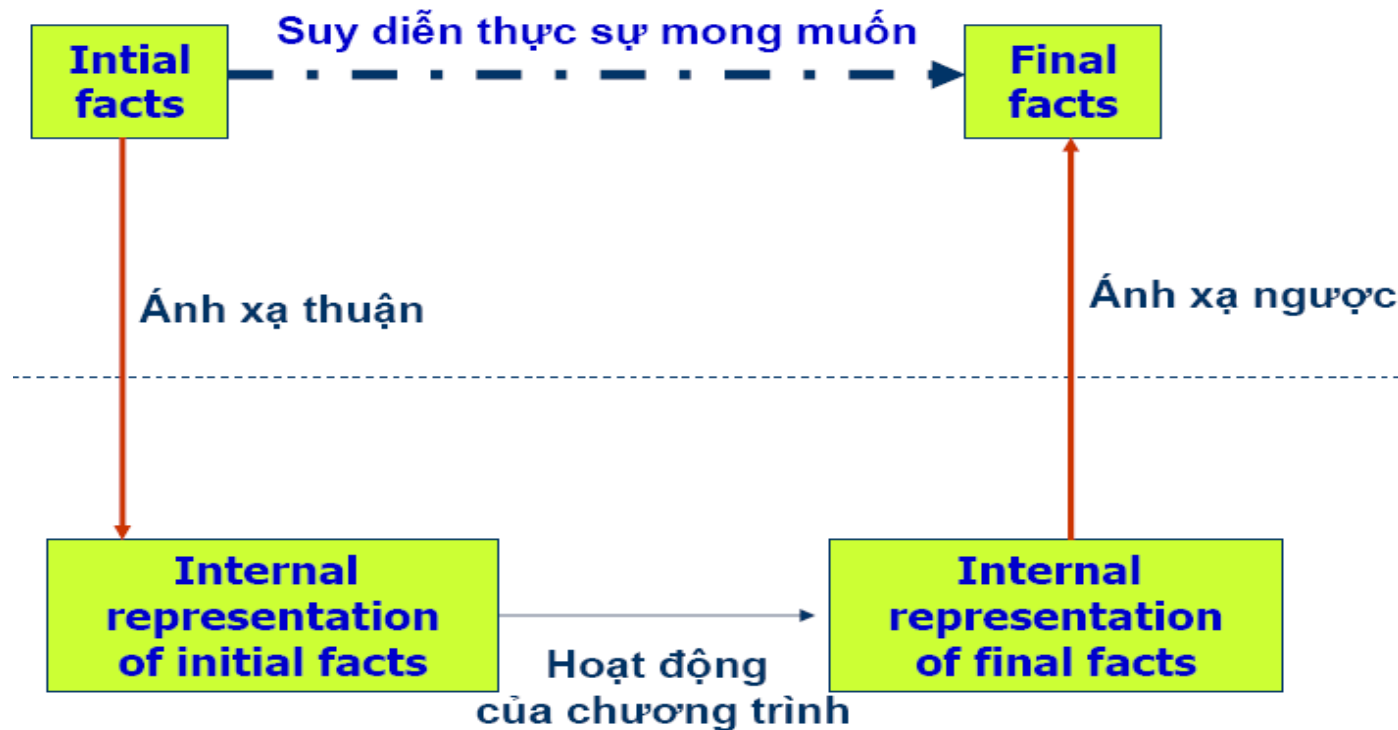 Suy diễn thực sự mong muốn
Intial
facts
Final
facts
Ánh xạ thuận
Ánh xạ ngược
Internal
representation
of initial facts
Hoạt động
của chương trình
Internal
representation
of final facts